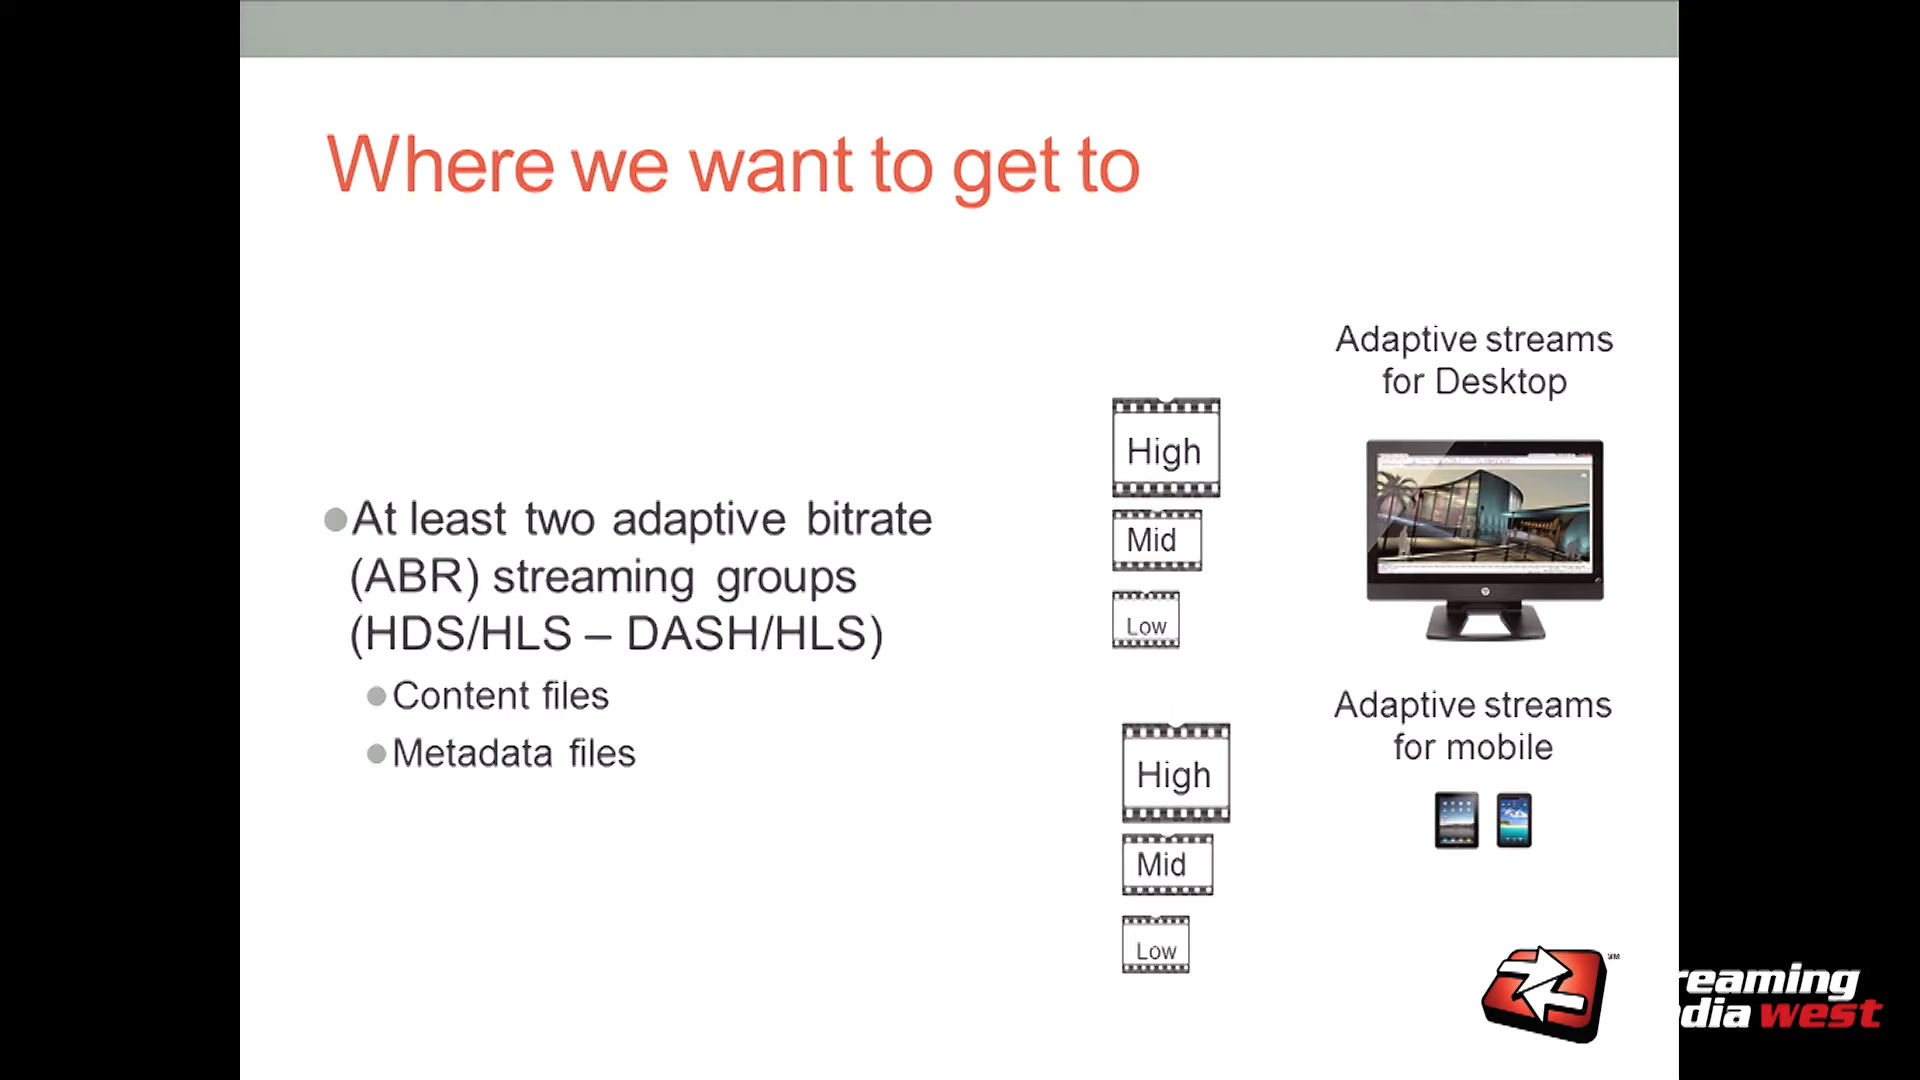 Where we want to get to
At least two adaptive bitrate
(ABR) streaming groups
(HDS/HLS – DASH/HLS)
Content files
Metadata files
Adaptive streams
for Desktop
High
Mid
Low
Adaptive streams
for mobile
High
Mid
Low
SM
reaming
dia west